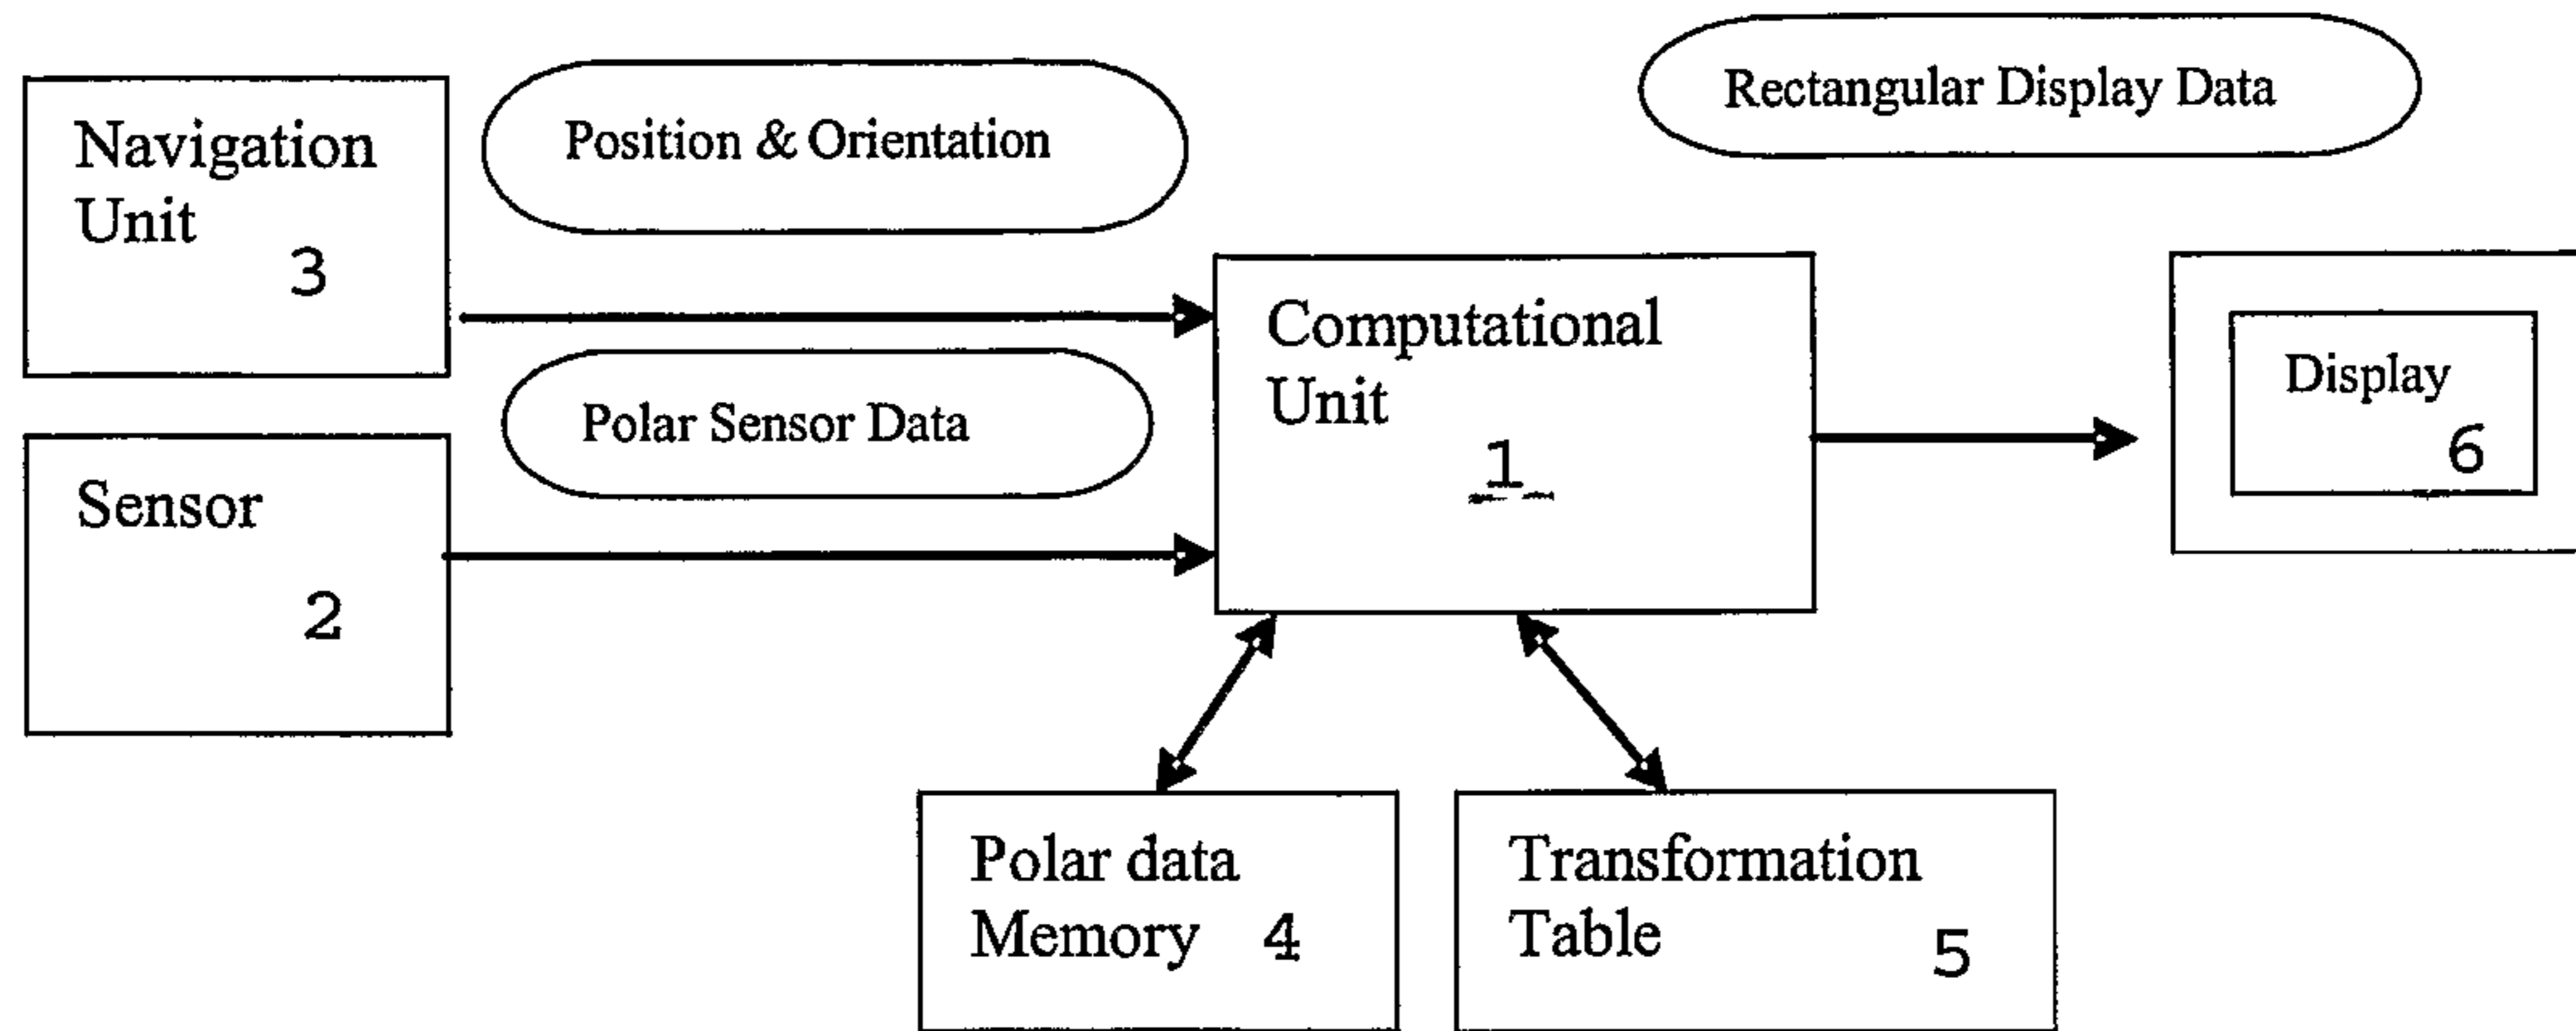 Navigation
Unit
3
Position & Orientation
Rectangular Display Data
Polar Sensor Data
Sensor
2
Computational
Unit
1
Display
6
Polar data
Memory 4
Transformation
Table
5